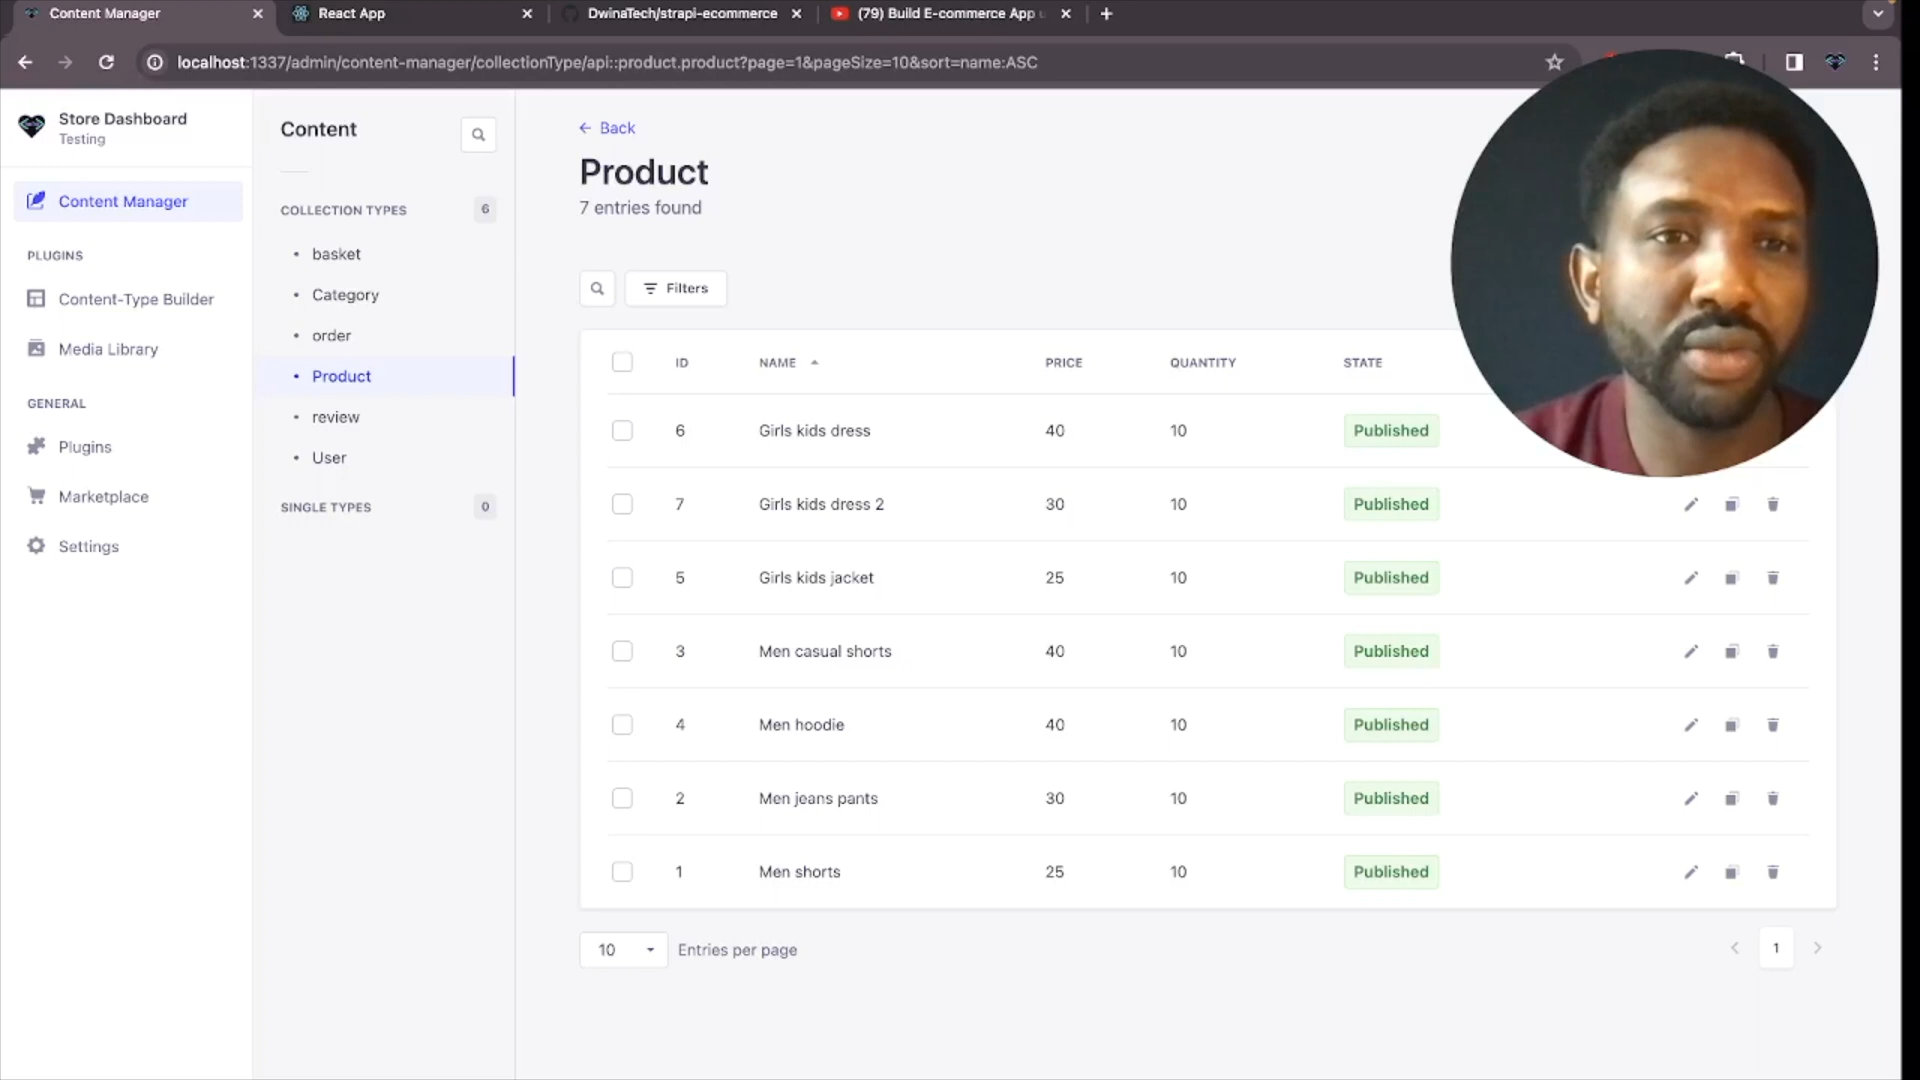 Content Manager
React App
DwinaTech/strapi-ecommerce
(79) Build E-commerce App
localhost:1337/admin/content-manager/collectionType/api::product.product?page=1&pageSize=10&sort=name:ASC
Store Dashboard
Testing
Content Manager
PLUGINS
Content-Type Builder
Media Library
GENERAL
Plugins
Marketplace
Settings
Content
COLLECTION TYPES 6
• basket
• Category
• order
• Product
• review
• User
SINGLE TYPES 0
← Back
Product
7 entries found
Filters
ID NAME PRICE QUANTITY STATE
6 Girls kids dress 40 10 Published
7 Girls kids dress 2 30 10 Published
5 Girls kids jacket 25 10 Published
3 Men casual shorts 40 10 Published
4 Men hoodie 40 10 Published
2 Men jeans pants 30 10 Published
1 Men shorts 25 10 Published
10 Entries per page
1